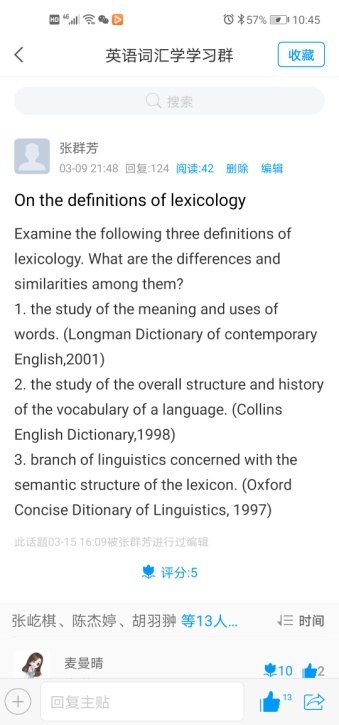 HD 46 57% 10:45
英语词汇学学习群 收藏
搜索
张群芳
03-09 21:48 回复:124 阅读:42 删除 编辑
On the definitions of lexicology
Examine the following three definitions of
lexicology. What are the differences and
similarities among them?
1. the study of the meaning and uses of
words. (Longman Dictionary of contemporary
English,2001)
2. the study of the overall structure and history
of the vocabulary of a language. (Collins
English Dictionary,1998)
3. branch of linguistics concerned with the
semantic structure of the lexicon. (Oxford
Concise Ditionary of Linguistics, 1997)
此话题03-15 16:09被张群芳进行过编辑
评分:5
张屹棋、陈杰婷、胡羽翀 等13人... 时间
麦曼晴
10 2
回复主贴 13